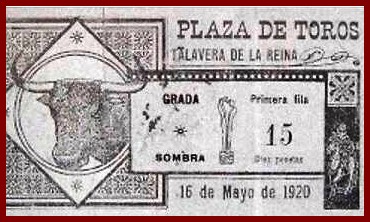 PLAZA DE TOROS
TALAVERA DE LA REINA
GRADA
SOMBRA
Primera fila
15
Diez pesetas
16 de Mayo de 1920